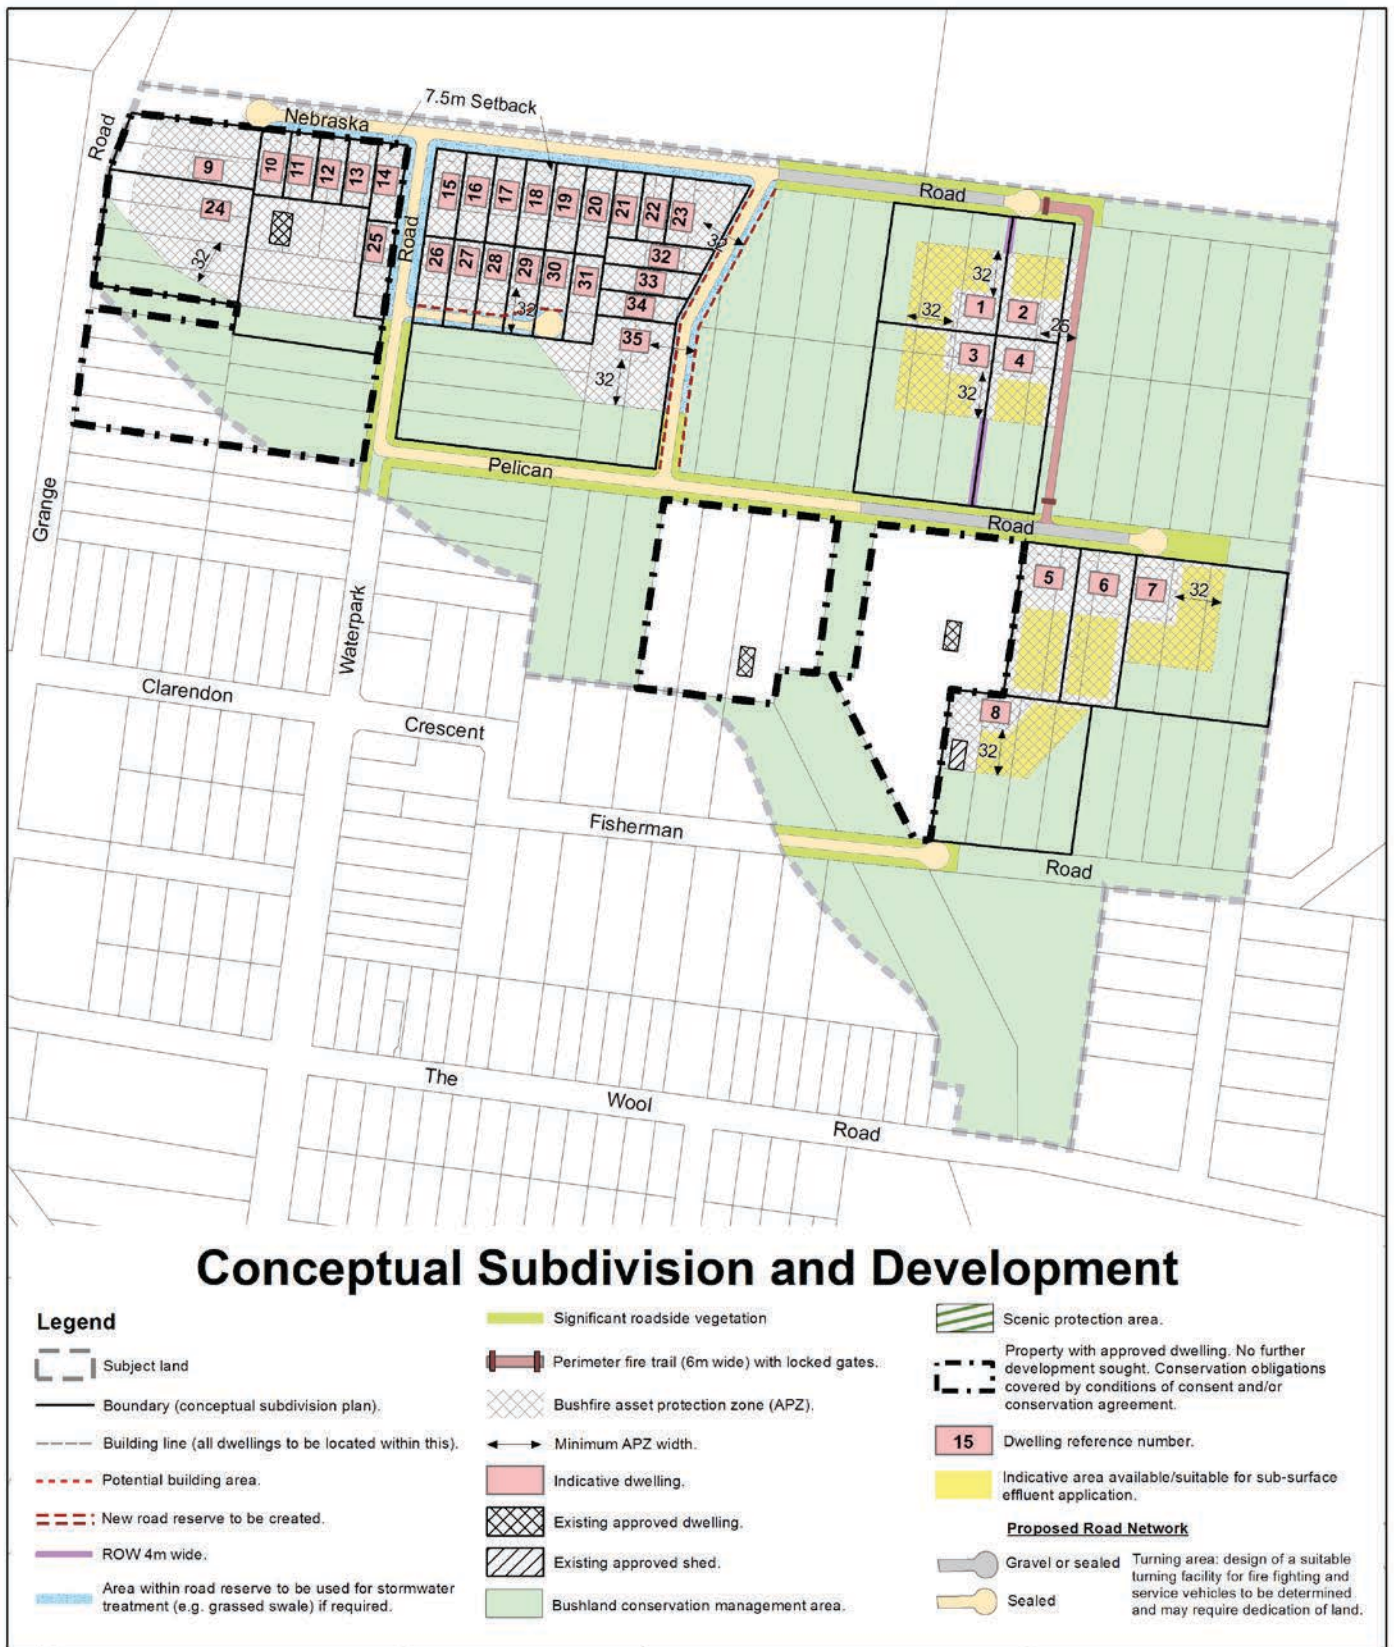 7.5m Setback
Nebraska
Road
Road
9
10
11
12
13
14
15
16
17
18
19
20
21
22
23
24
25
Road
32
32
26
27
28
29
30
31
32
33
34
35
32
32
32
32
1
2
26
3
4
32
Pelican
Road
Grange
Waterpark
5
6
7
32
8
32
Clarendon
Crescent
Fisherman
Road
The
Wool
Road
Conceptual Subdivision and Development
Legend
Subject land
Boundary (conceptual subdivision plan).
Building line (all dwellings to be located within this).
Potential building area.
New road reserve to be created.
ROW 4m wide.
Area within road reserve to be used for stormwater
treatment (e.g. grassed swale) if required.
Significant roadside vegetation
Perimeter fire trail (6m wide) with locked gates.
Bushfire asset protection zone (APZ).
Minimum APZ width.
Indicative dwelling.
Existing approved dwelling.
Existing approved shed.
Bushland conservation management area.
Scenic protection area.
Property with approved dwelling. No further
development sought. Conservation obligations
covered by conditions of consent and/or
conservation agreement.
15
Dwelling reference number.
Indicative area available/suitable for sub-surface
effluent application.
Proposed Road Network
Gravel or sealed
Sealed
Turning area: design of a suitable
turning facility for fire fighting and
service vehicles to be determined
and may require dedication of land.